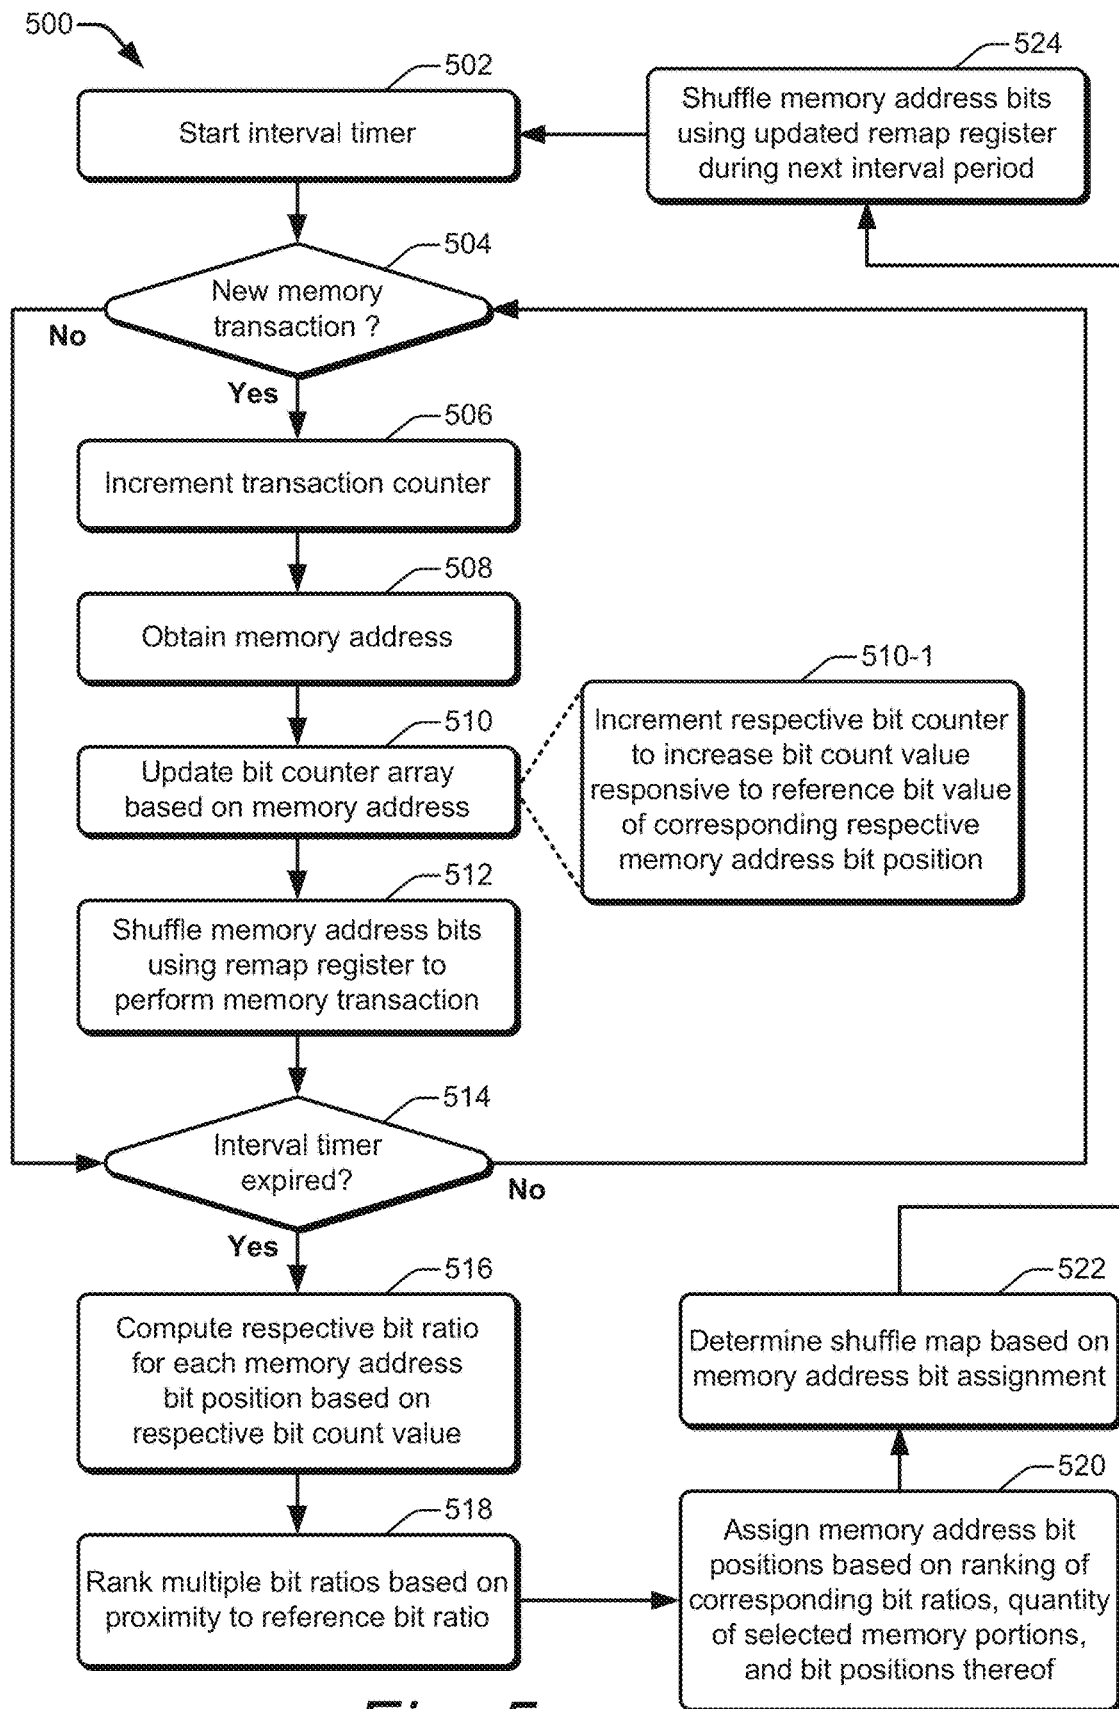 500
502
Start interval timer
524
Shuffle memory address bits
using updated remap register
during next interval period
504
New memory
transaction ?
No
Yes
506
Increment transaction counter
508
Obtain memory address
510
Update bit counter array
based on memory address
510-1
Increment respective bit counter
to increase bit count value
responsive to reference bit value
of corresponding respective
memory address bit position
512
Shuffle memory address bits
using remap register to
perform memory transaction
514
Interval timer
expired?
No
Yes
516
Compute respective bit ratio
for each memory address
bit position based on
respective bit count value
518
Rank multiple bit ratios based on
proximity to reference bit ratio
520
Assign memory address bit
positions based on ranking of
corresponding bit ratios, quantity
of selected memory portions,
and bit positions thereof
522
Determine shuffle map based on
memory address bit assignment